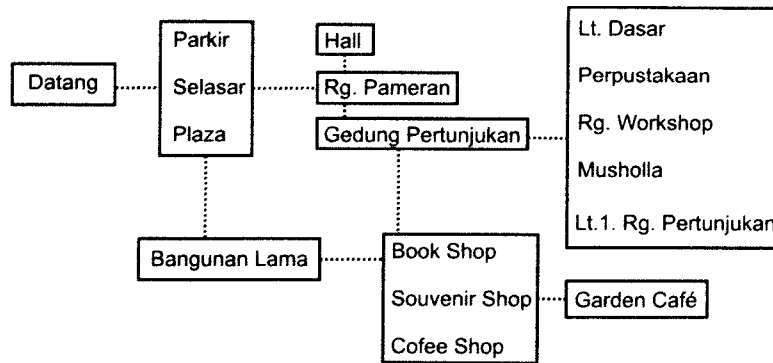 Datang
Parkir
Selasar
Plaza
Hall
Rg. Pameran
Gedung Pertunjukan
Lt. Dasar
Perpustakaan
Rg. Workshop
Musholla
Lt.1. Rg. Pertunjukan
Bangunan Lama
Book Shop
Souvenir Shop
Cofee Shop
Garden Café